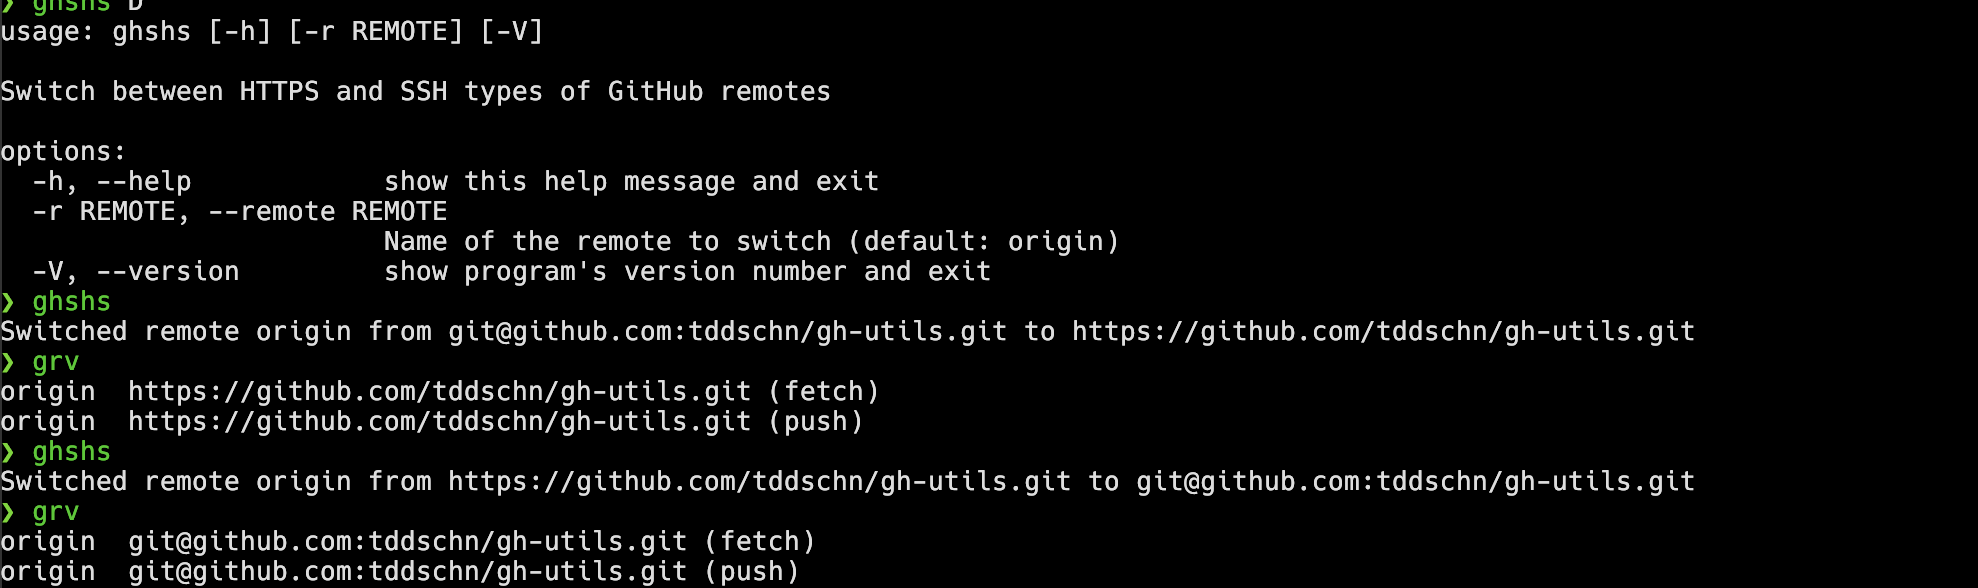 ❯ ghshs D
usage: ghshs [-h] [-r REMOTE] [-V]
Switch between HTTPS and SSH types of GitHub remotes
options:
  -h, --help            show this help message and exit
  -r REMOTE, --remote REMOTE
                        Name of the remote to switch (default: origin)
  -V, --version         show program's version number and exit
❯ ghshs
Switched remote origin from git@github.com:tddschn/gh-utils.git to https://github.com/tddschn/gh-utils.git
❯ grv
origin  https://github.com/tddschn/gh-utils.git (fetch)
origin  https://github.com/tddschn/gh-utils.git (push)
❯ ghshs
Switched remote origin from https://github.com/tddschn/gh-utils.git to git@github.com:tddschn/gh-utils.git
❯ grv
origin  git@github.com:tddschn/gh-utils.git (fetch)
origin  git@github.com:tddschn/gh-utils.git (push)